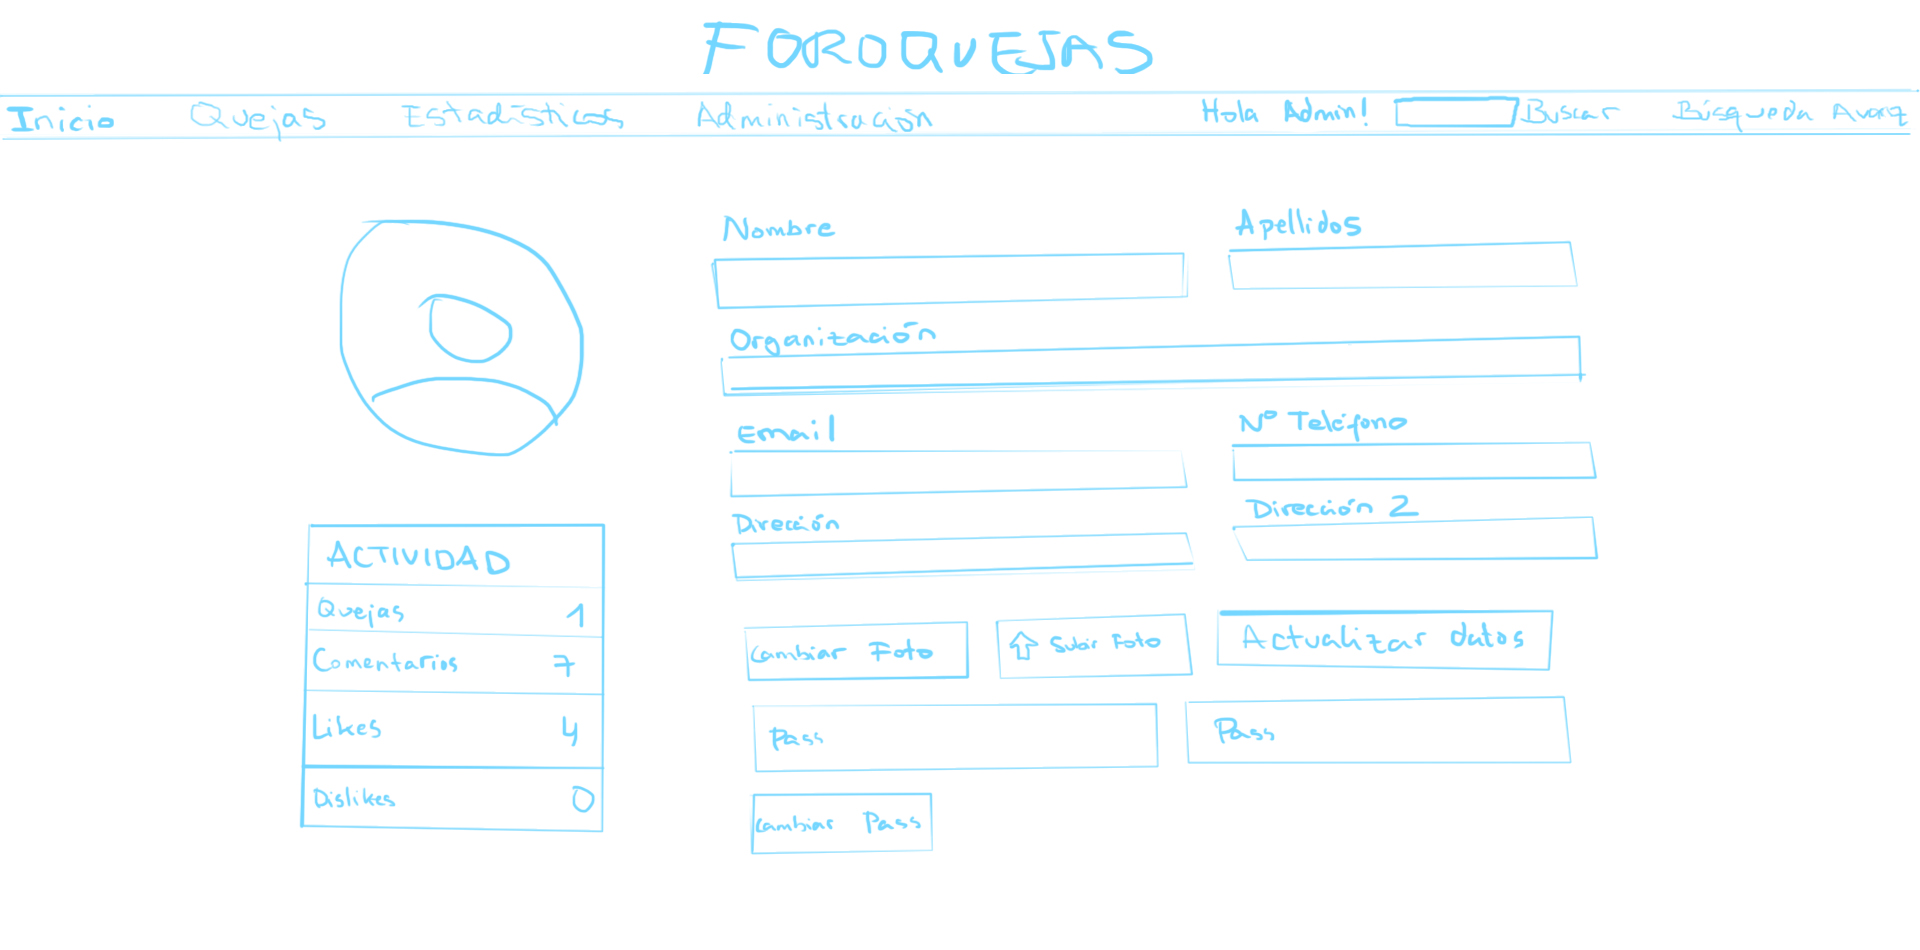 FOROQUEJAS
Inicio Quejas Estadísticas Administración Hola Admin! Buscar Búsqueda Avanz
Nombre Apellidos
Organización
Email Nº Teléfono
Dirección Dirección 2
ACTIVIDAD
Quejas 1
Comentarios 7
Likes 4
Dislikes 0
Cambiar Foto Subir Foto Actualizar datos
Pass Pass
Cambiar Pass